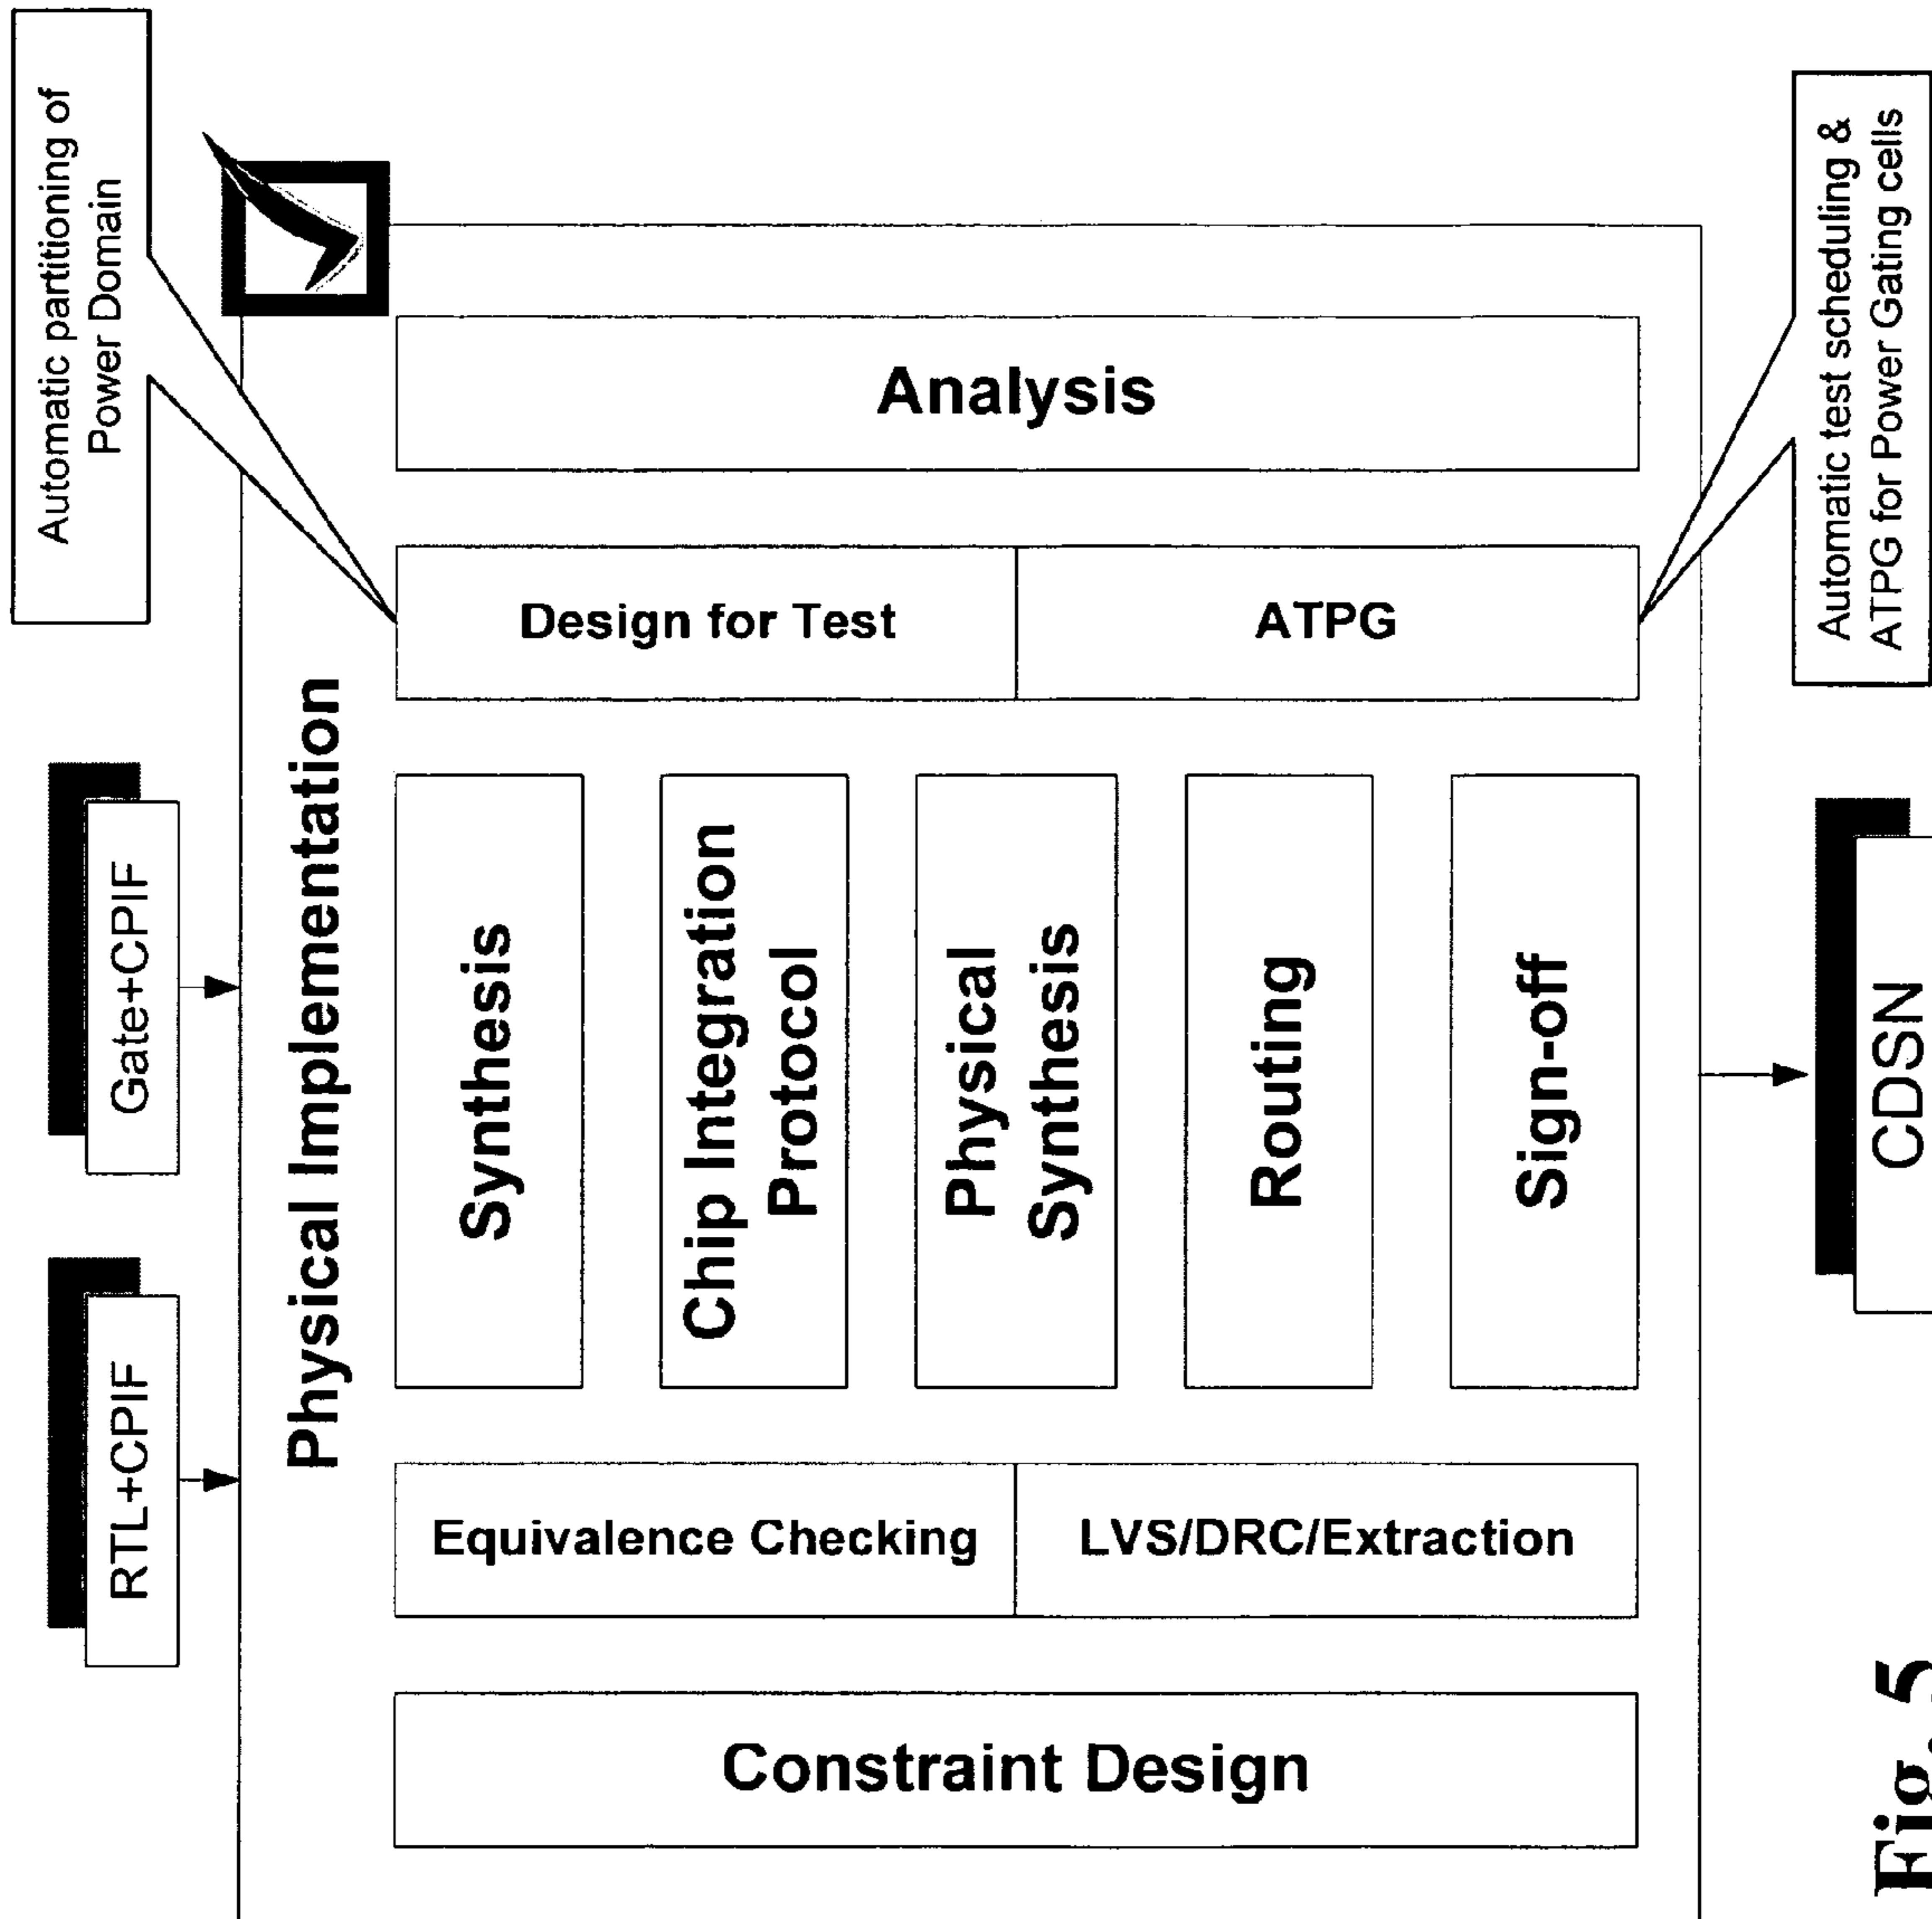 RTL+CPIF
Gate+CPIF
Automatic partitioning of
Power Domain
Physical Implementation
Constraint Design
Equivalence Checking
LVS/DRC/Extraction
Synthesis
Chip Integration
Protocol
Physical
Synthesis
Routing
Sign-off
Design for Test
ATPG
Analysis
CDSN
Automatic test scheduling &
ATPG for Power Gating cells
Fig. 5